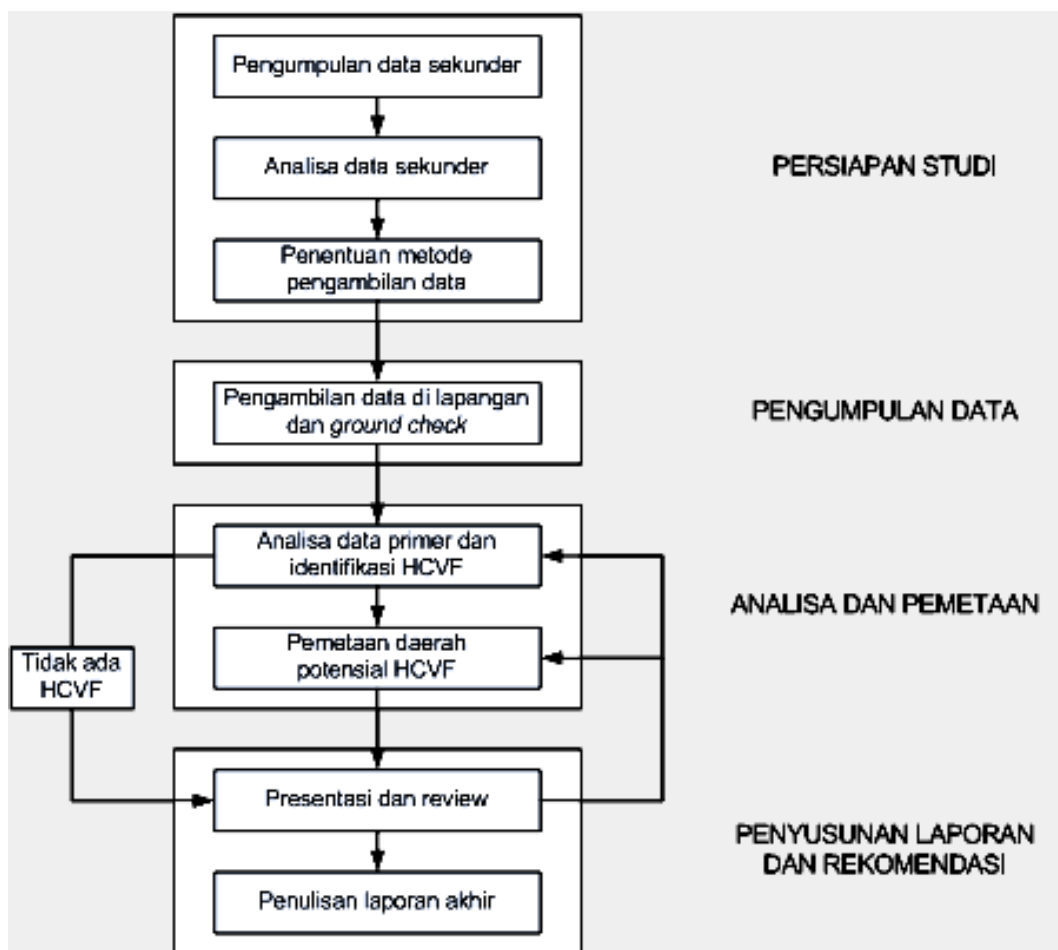 Pengumpulan data sekunder
Analisa data sekunder
PERSIAPAN STUDI
Penentuan metode
pengambilan data
Pengambilan data di lapangan
dan ground check
PENGUMPULAN DATA
Analisa data primer dan
identifikasi HCVF
ANALISA DAN PEMETAAN
Pemetaan daerah
potensial HCVF
Tidak ada
HCVF
Presentasi dan review
PENYUSUNAN LAPORAN
DAN REKOMENDASI
Penulisan laporan akhir